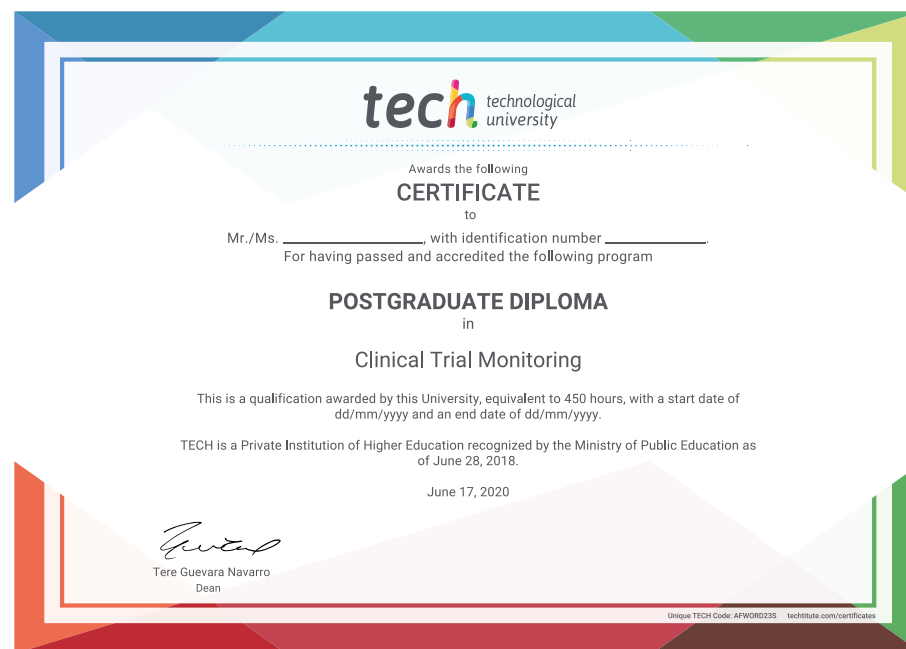 tech technological
university
Awards the following
CERTIFICATE
to
Mr./Ms. ____________________, with identification number ______________.
For having passed and accredited the following program
POSTGRADUATE DIPLOMA
in
Clinical Trial Monitoring
This is a qualification awarded by this University, equivalent to 450 hours, with a start date of
dd/mm/yyyy and an end date of dd/mm/yyyy.
TECH is a Private Institution of Higher Education recognized by the Ministry of Public Education as
of June 28, 2018.
June 17, 2020
Tere Guevara Navarro
Dean
Unique TECH Code: AFWORD23S techtitute.com/certificates